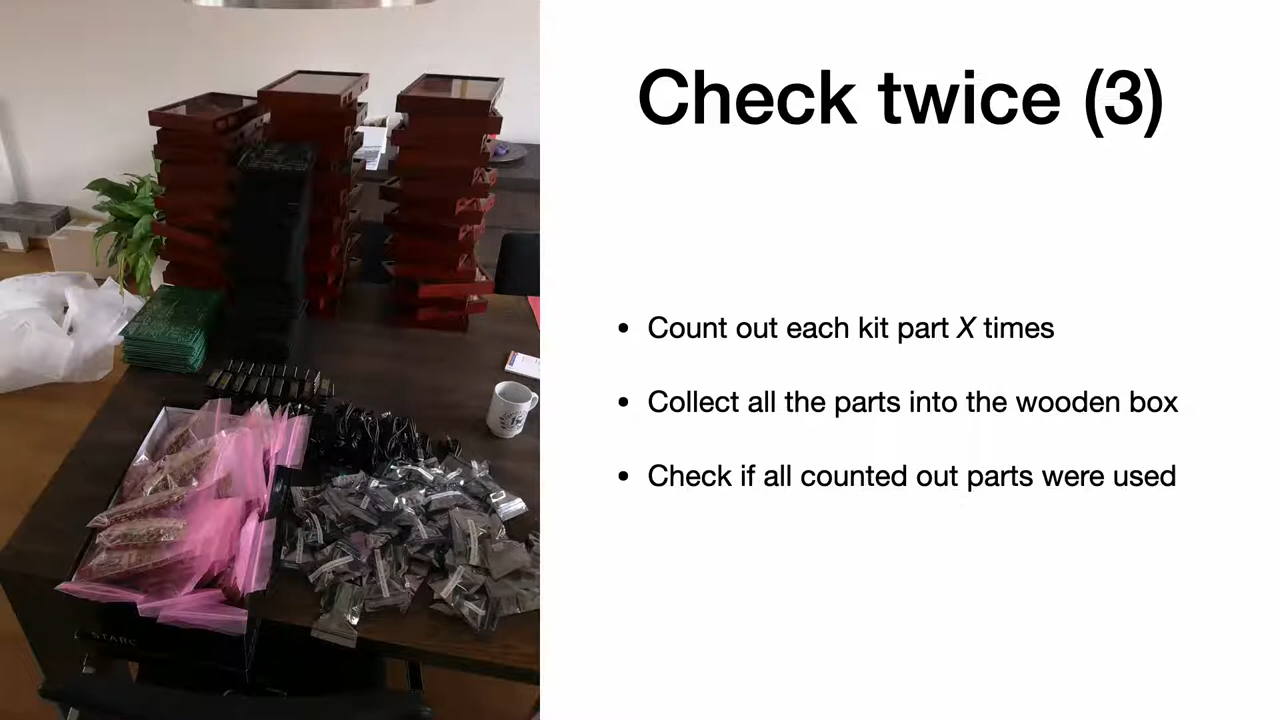 Check twice (3)
• Count out each kit part X times
• Collect all the parts into the wooden box
• Check if all counted out parts were used